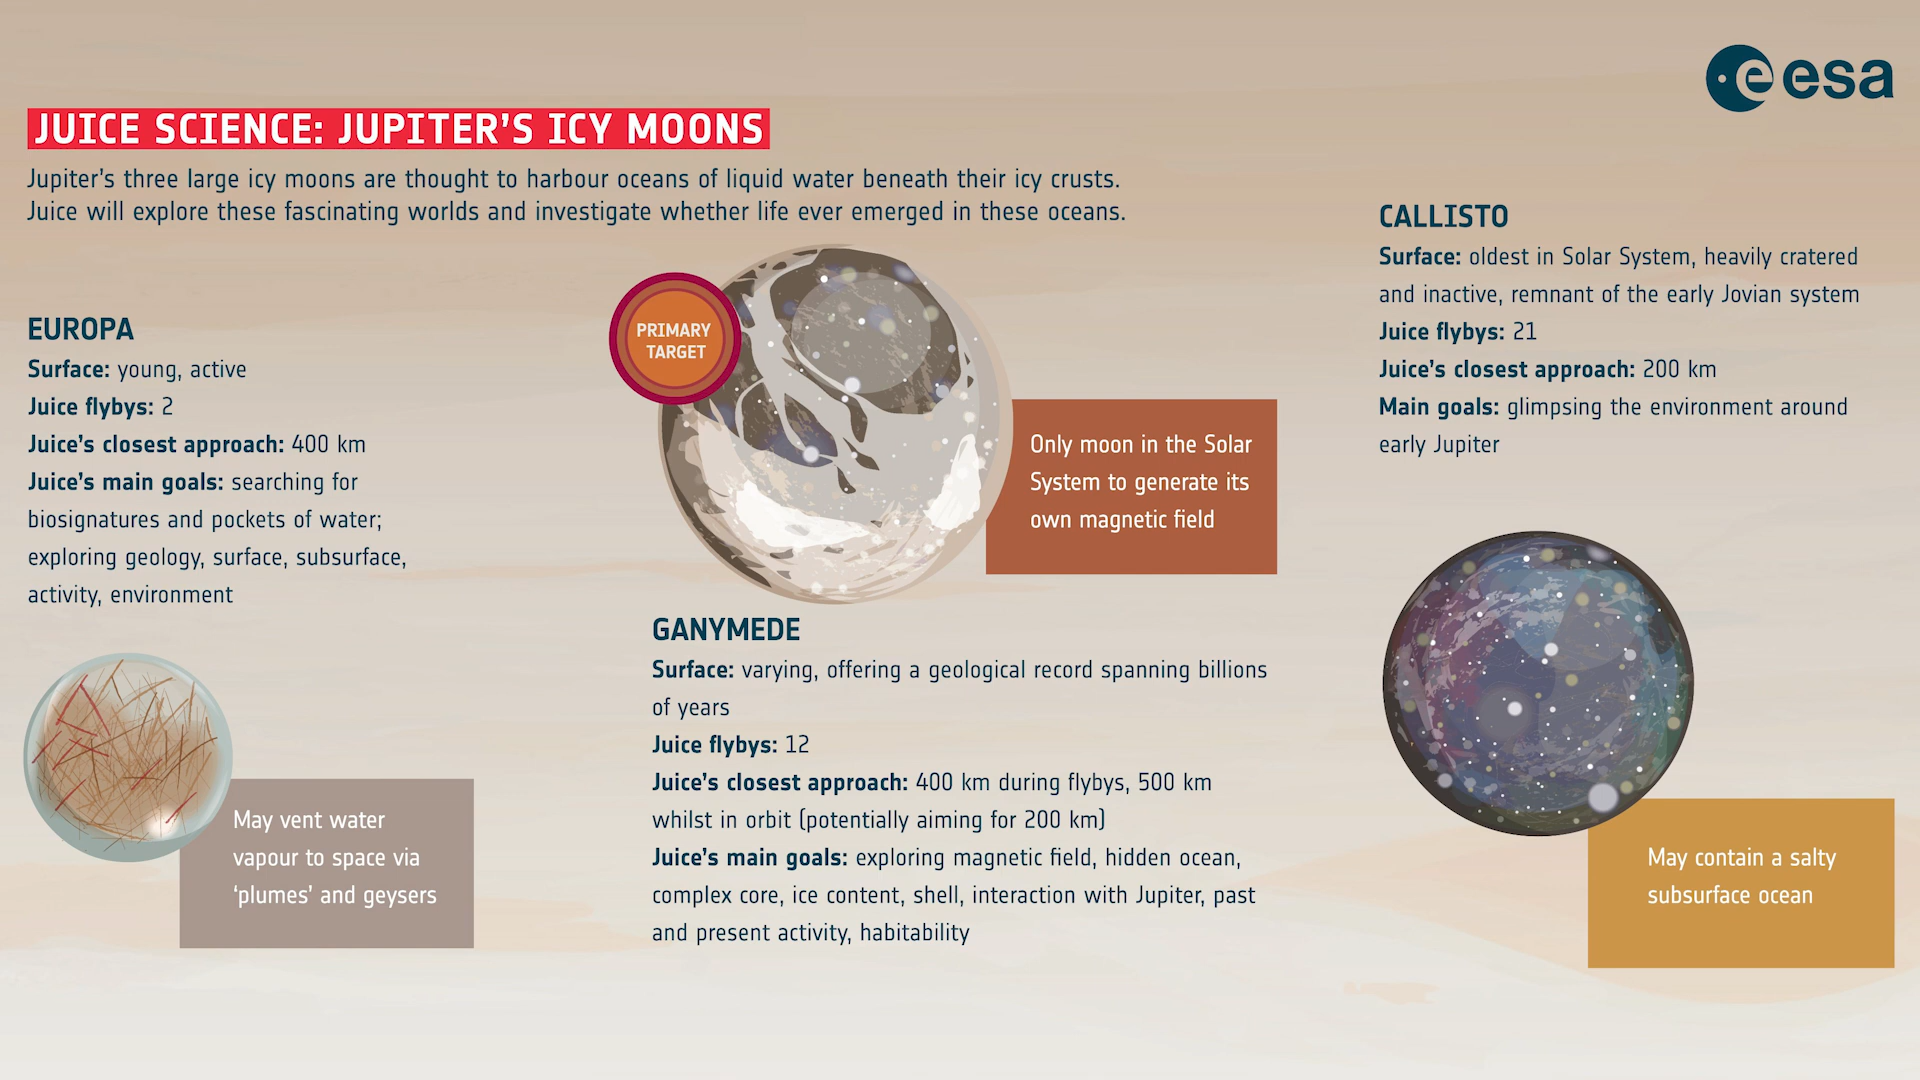 esa
JUICE SCIENCE: JUPITER'S ICY MOONS
Jupiter's three large icy moons are thought to harbour oceans of liquid water beneath their icy crusts.
Juice will explore these fascinating worlds and investigate whether life ever emerged in these oceans.
EUROPA
Surface: young, active
Juice flybys: 2
Juice's closest approach: 400 km
Juice's main goals: searching for
biosignatures and pockets of water;
exploring geology, surface, subsurface,
activity, environment
May vent water
vapour to space via
‘plumes’ and geysers
PRIMARY
TARGET
Only moon in the Solar
System to generate its
own magnetic field
GANYMEDE
Surface: varying, offering a geological record spanning billions
of years
Juice flybys: 12
Juice's closest approach: 400 km during flybys, 500 km
whilst in orbit (potentially aiming for 200 km)
Juice's main goals: exploring magnetic field, hidden ocean,
complex core, ice content, shell, interaction with Jupiter, past
and present activity, habitability
CALLISTO
Surface: oldest in Solar System, heavily cratered
and inactive, remnant of the early Jovian system
Juice flybys: 21
Juice's closest approach: 200 km
Main goals: glimpsing the environment around
early Jupiter
May contain a salty
subsurface ocean